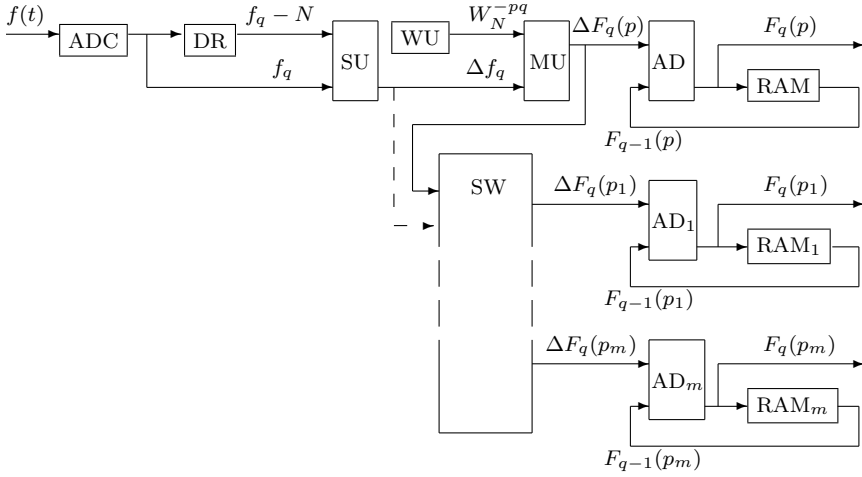 f(t)
ADC
DR
f_q − N
f_q
SU
WU
W_N^{−pq}
Δf_q
MU
ΔF_q(p)
AD
F_q(p)
RAM
F_{q−1}(p)
SW
ΔF_q(p_1)
AD_1
F_q(p_1)
RAM_1
F_{q−1}(p_1)
ΔF_q(p_m)
AD_m
F_q(p_m)
RAM_m
F_{q−1}(p_m)